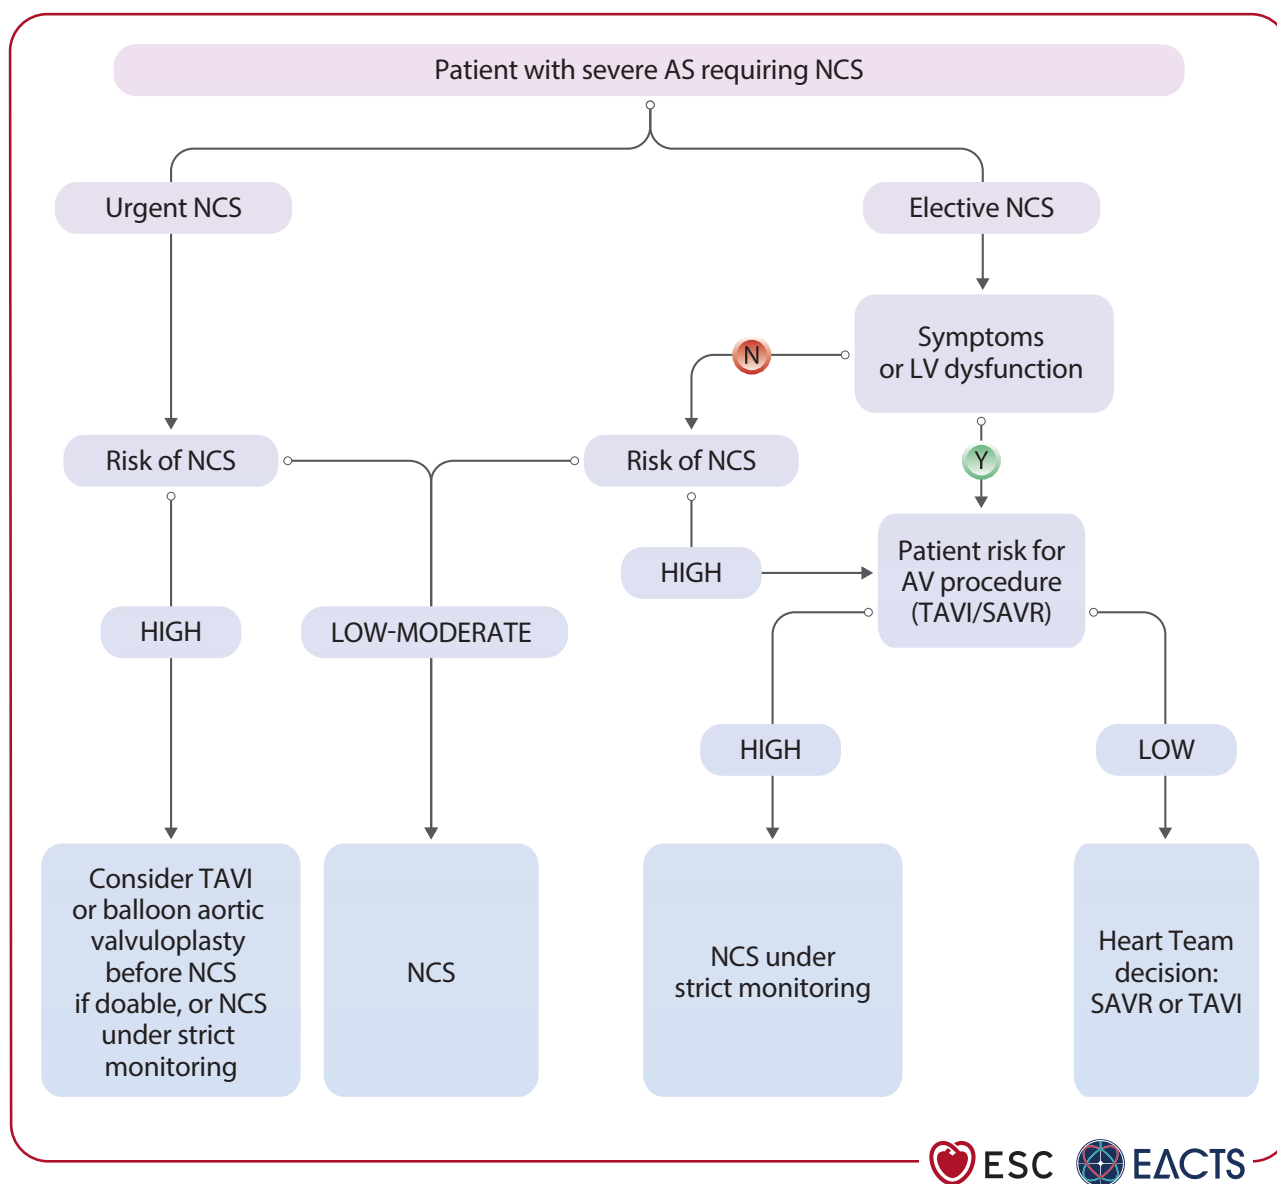 Patient with severe AS requiring NCS
Urgent NCS
Elective NCS
Symptoms
or LV dysfunction
N
Y
Risk of NCS
Risk of NCS
Patient risk for
AV procedure
(TAVI/SAVR)
HIGH
HIGH
LOW-MODERATE
HIGH
LOW
Consider TAVI
or balloon aortic
valvuloplasty
before NCS
if doable, or NCS
under strict
monitoring
NCS
NCS under
strict monitoring
Heart Team
decision:
SAVR or TAVI
ESC
EACTS